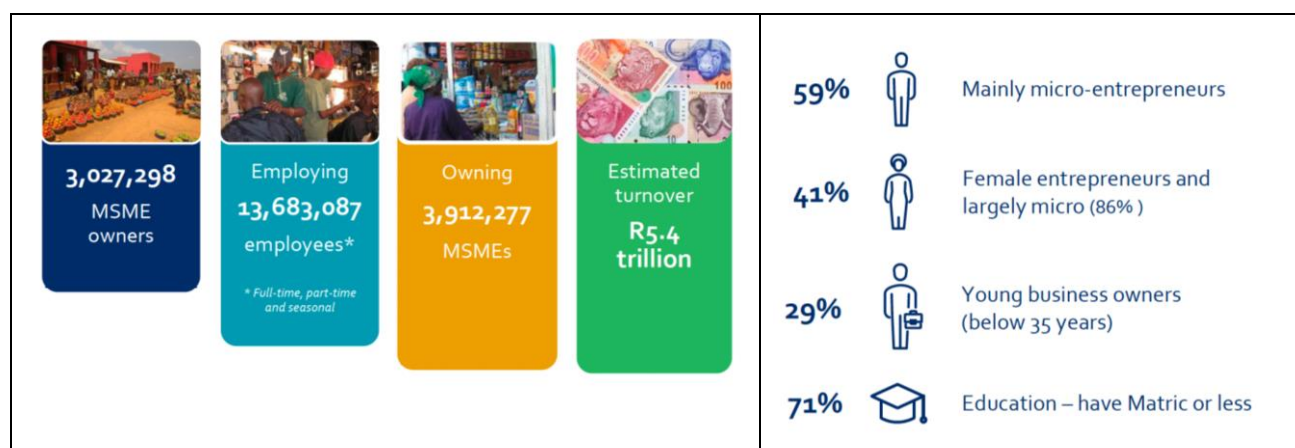 3,027,298
MSME
owners
Employing
13,683,087
employees*
* Full-time, part-time
and seasonal
Owning
3,912,277
MSMEs
Estimated
turnover
R5.4
trillion
59%
Mainly micro-entrepreneurs
41%
Female entrepreneurs and
largely micro (86% )
29%
Young business owners
(below 35 years)
71%
Education – have Matric or less